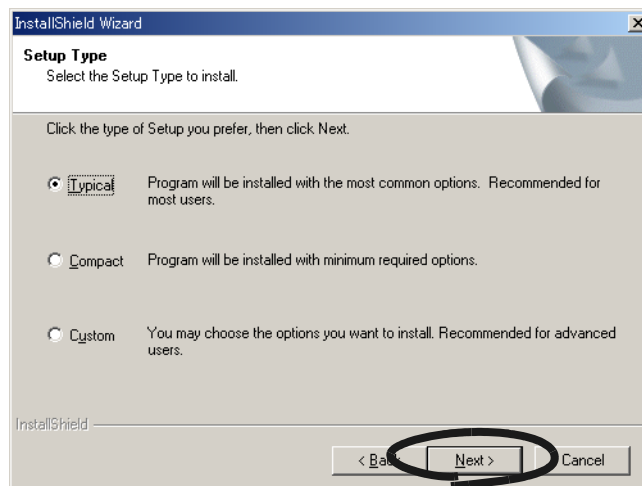 InstallShield Wizard
Setup Type
Select the Setup Type to install.
Click the type of Setup you prefer, then click Next.
Typical
Program will be installed with the most common options. Recommended for
most users.
Compact
Program will be installed with minimum required options.
Custom
You may choose the options you want to install. Recommended for advanced
users.
InstallShield
< Back
Next >
Cancel